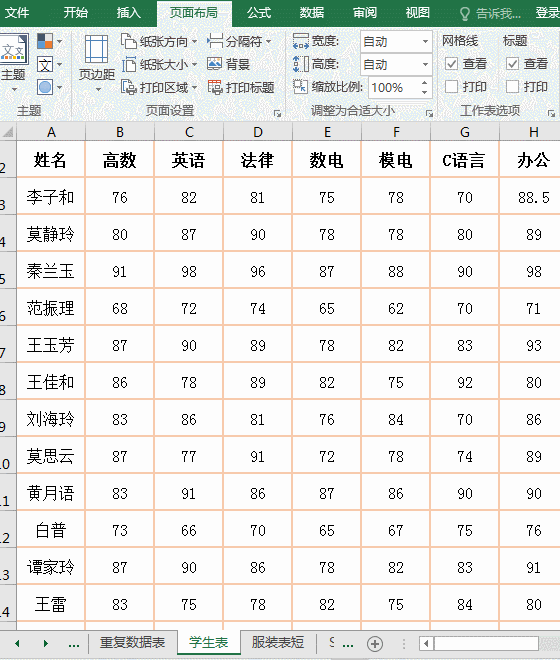 文件 开始 插入 页面布局 公式 数据 审阅 视图 告诉我... 登录
主题 文 页边距 纸张方向 分隔符 宽度: 自动 网格线 标题
纸张大小 背景 高度: 自动 查看 查看
打印区域 打印标题 缩放比例: 100% 打印 打印
主题 页面设置 调整为合适大小 工作表选项
A B C D E F G H
2 姓名 高数 英语 法律 数电 模电 C语言 办公
3 李子和 76 82 81 75 78 70 88.5
4 莫静玲 80 87 90 78 78 80 89
5 秦兰玉 91 98 96 87 88 90 98
6 范振理 68 72 74 65 62 70 71
7 王玉芳 87 90 89 78 82 83 93
8 王佳和 86 78 89 82 75 92 80
9 刘海玲 83 86 81 76 84 70 86
10 莫思云 87 77 91 72 78 74 89
11 黄月语 83 91 86 87 86 90 90
12 白普 73 66 70 65 67 75 76
13 谭家玲 87 90 86 78 82 83 91
14 王雷 83 75 78 82 75 84 80
... 重复数据表 学生表 服装表短 S ...